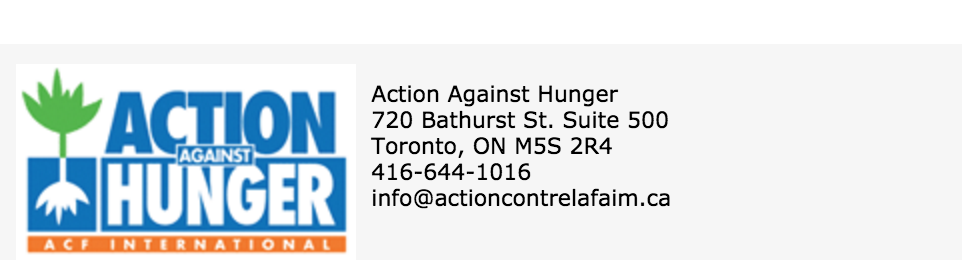 ACTION
AGAINST
HUNGER
ACF INTERNATIONAL
Action Against Hunger
720 Bathurst St. Suite 500
Toronto, ON M5S 2R4
416-644-1016
info@actioncontrelafaim.ca